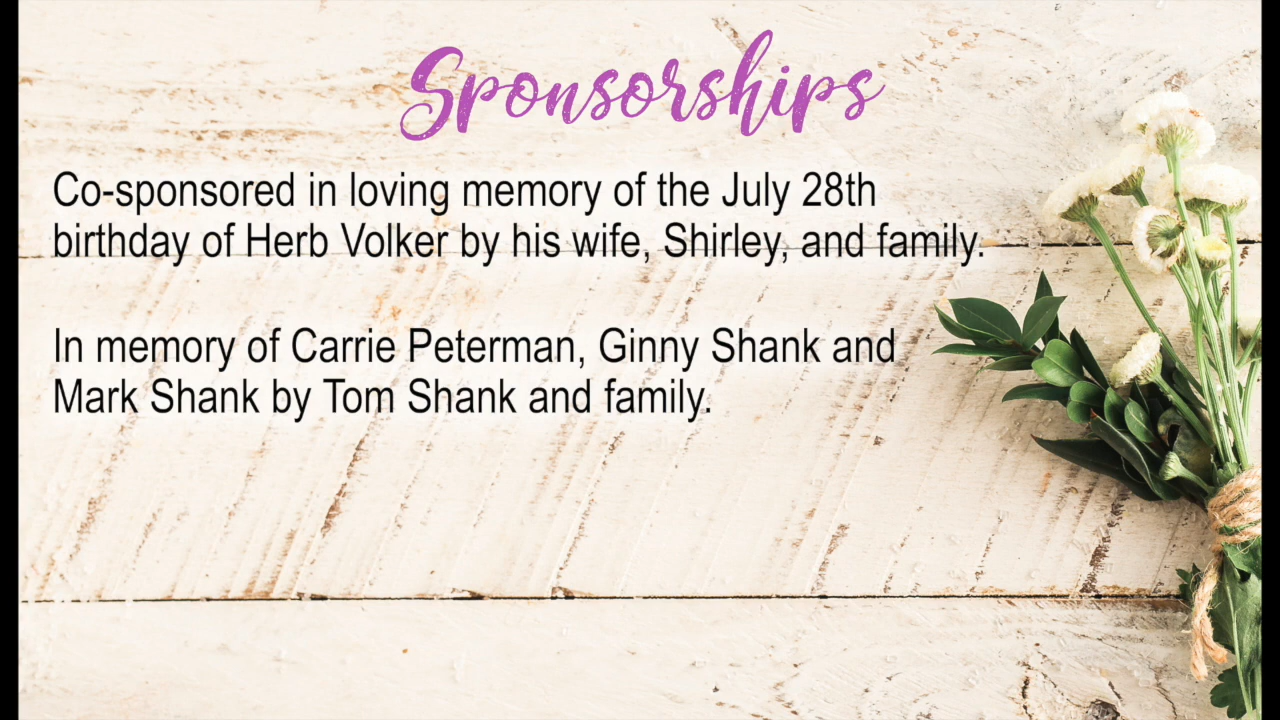 Sponsorships
Co-sponsored in loving memory of the July 28th
birthday of Herb Volker by his wife, Shirley, and family.
In memory of Carrie Peterman, Ginny Shank and
Mark Shank by Tom Shank and family.